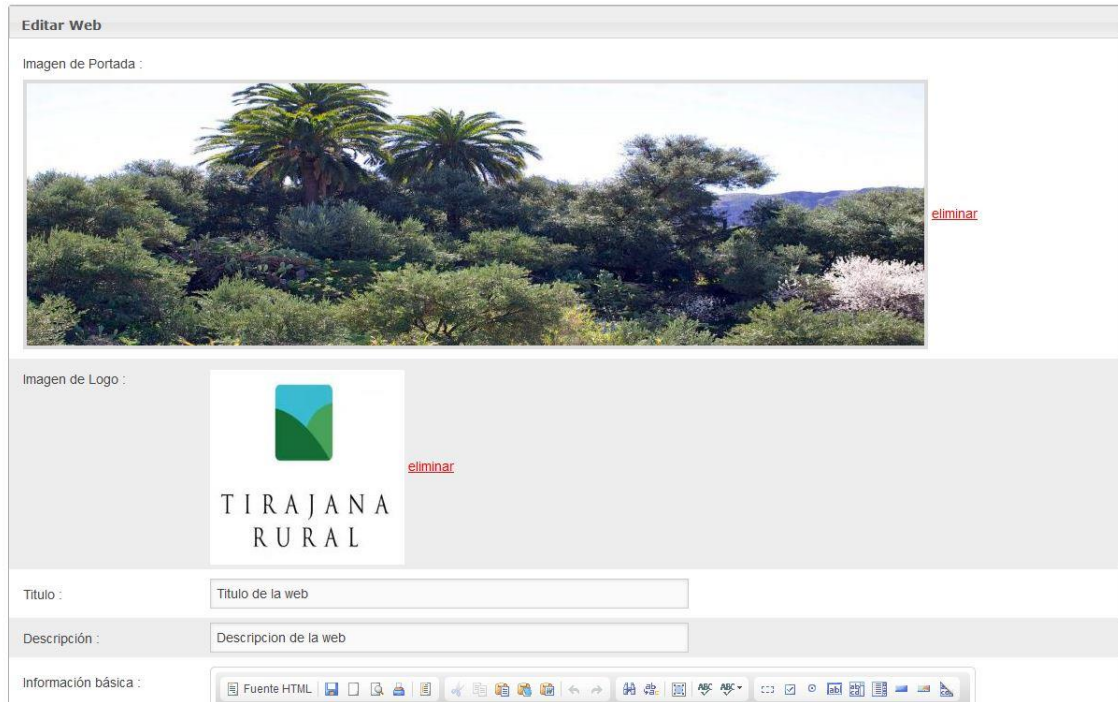 Editar Web
Imagen de Portada :
eliminar
Imagen de Logo :
TIRAJANA
RURAL
eliminar
Titulo :
Titulo de la web
Descripción :
Descripcion de la web
Información básica :
Fuente HTML